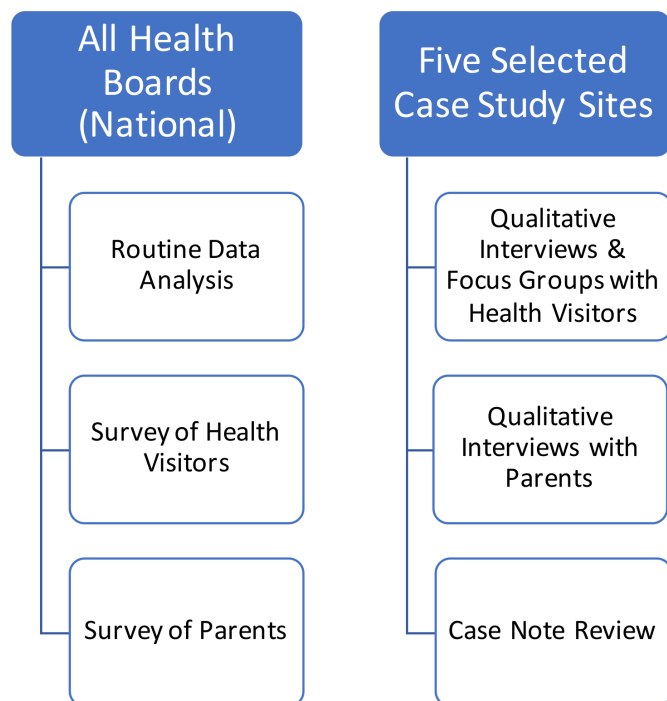 All Health
Boards
(National)
Routine Data
Analysis
Survey of Health
Visitors
Survey of Parents
Five Selected
Case Study Sites
Qualitative
Interviews &
Focus Groups with
Health Visitors
Qualitative
Interviews with
Parents
Case Note Review